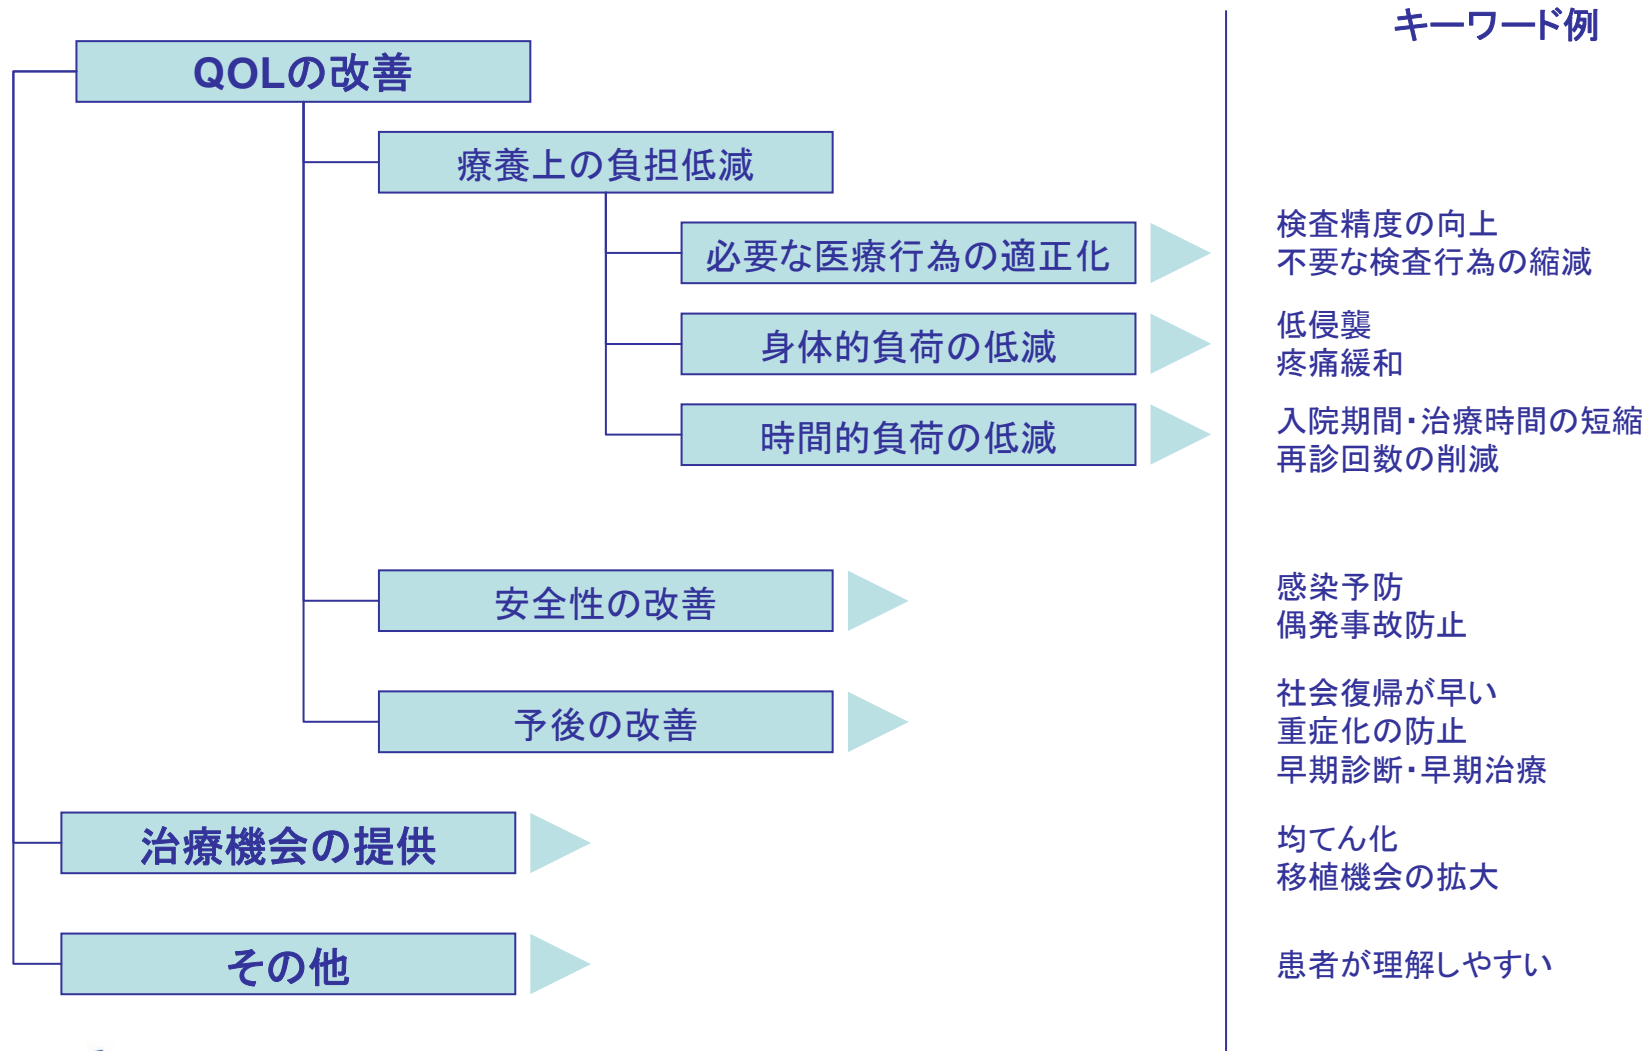 キーワード例
QOLの改善
療養上の負担低減
必要な医療行為の適正化
検査精度の向上
不要な検査行為の縮減
身体的負荷の低減
低侵襲
疼痛緩和
時間的負荷の低減
入院期間・治療時間の短縮
再診回数の削減
安全性の改善
感染予防
偶発事故防止
予後の改善
社会復帰が早い
重症化の防止
早期診断・早期治療
治療機会の提供
均てん化
移植機会の拡大
その他
患者が理解しやすい